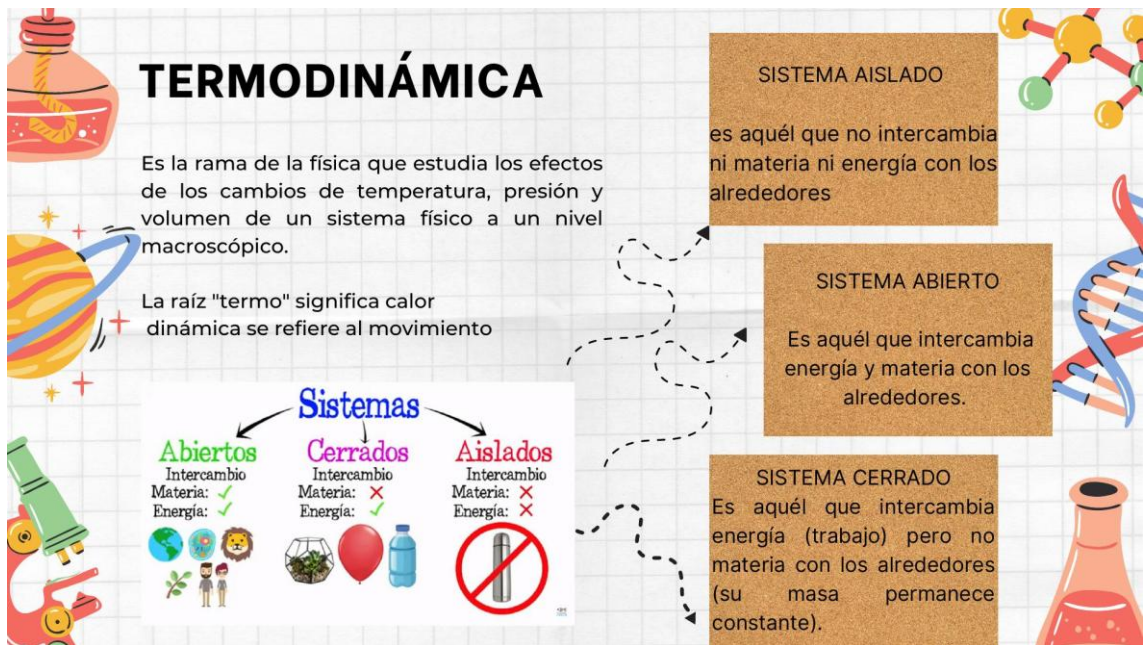 TERMODINÁMICA
Es la rama de la física que estudia los efectos
de los cambios de temperatura, presión y
volumen de un sistema físico a un nivel
macroscópico.
La raíz "termo" significa calor
dinámica se refiere al movimiento
Sistemas
Abiertos
Intercambio
Materia: ✓
Energía: ✓
Cerrados
Intercambio
Materia: ✗
Energía: ✓
Aislados
Intercambio
Materia: ✗
Energía: ✗
SISTEMA AISLADO
es aquél que no intercambia
ni materia ni energía con los
alrededores
SISTEMA ABIERTO
Es aquél que intercambia
energía y materia con los
alrededores.
SISTEMA CERRADO
Es aquél que intercambia
energía (trabajo) pero no
materia con los alrededores
(su masa permanece
constante).